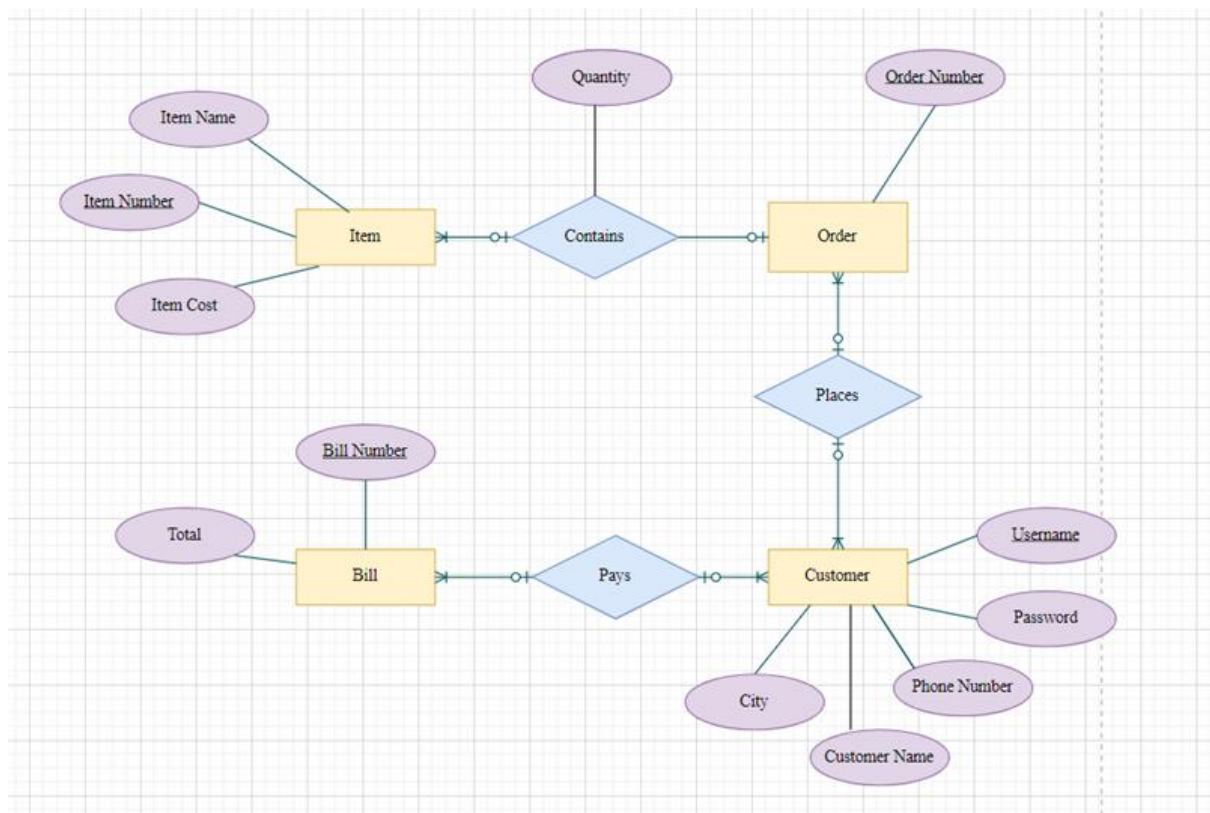 Quantity
Order Number
Item Name
Item Number
Item
Contains
Order
Item Cost
Places
Bill Number
Total
Username
Bill
Pays
Customer
Password
Phone Number
City
Customer Name